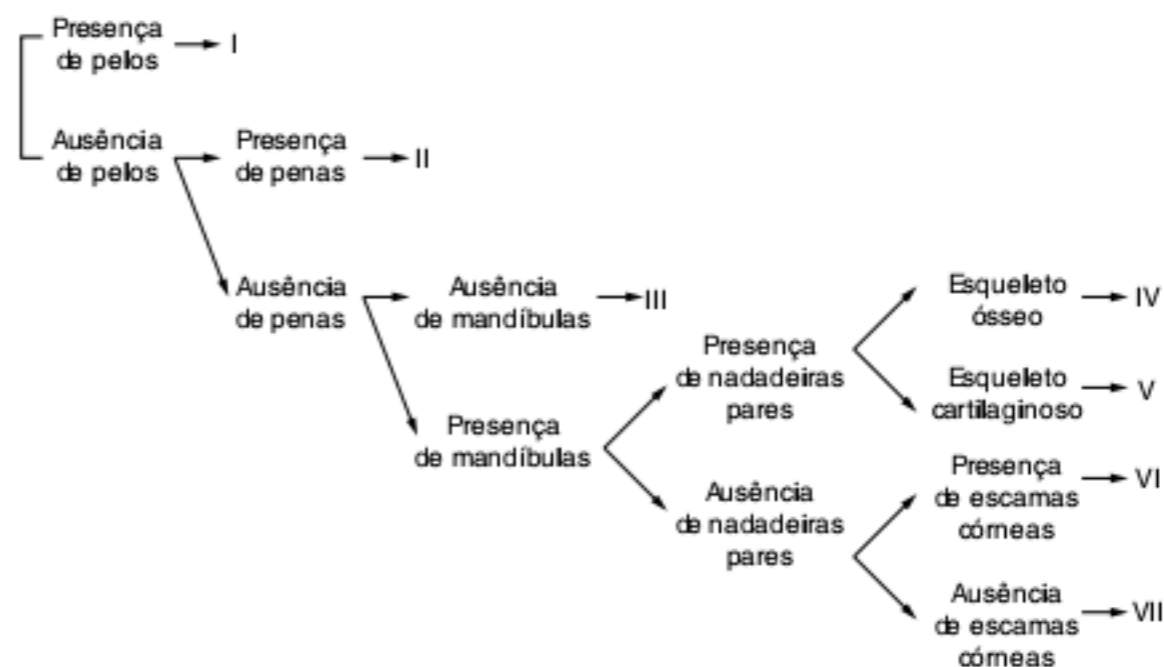 Presença
de pelos
I
Ausência
de pelos
Presença
de penas
II
Ausência
de penas
Ausência
de mandíbulas
III
Presença
de mandíbulas
Presença
de nadadeiras
pares
Esqueleto
ósseo
IV
Esqueleto
cartilaginoso
V
Ausência
de nadadeiras
pares
Presença
de escamas
córneas
VI
Ausência
de escamas
córneas
VII